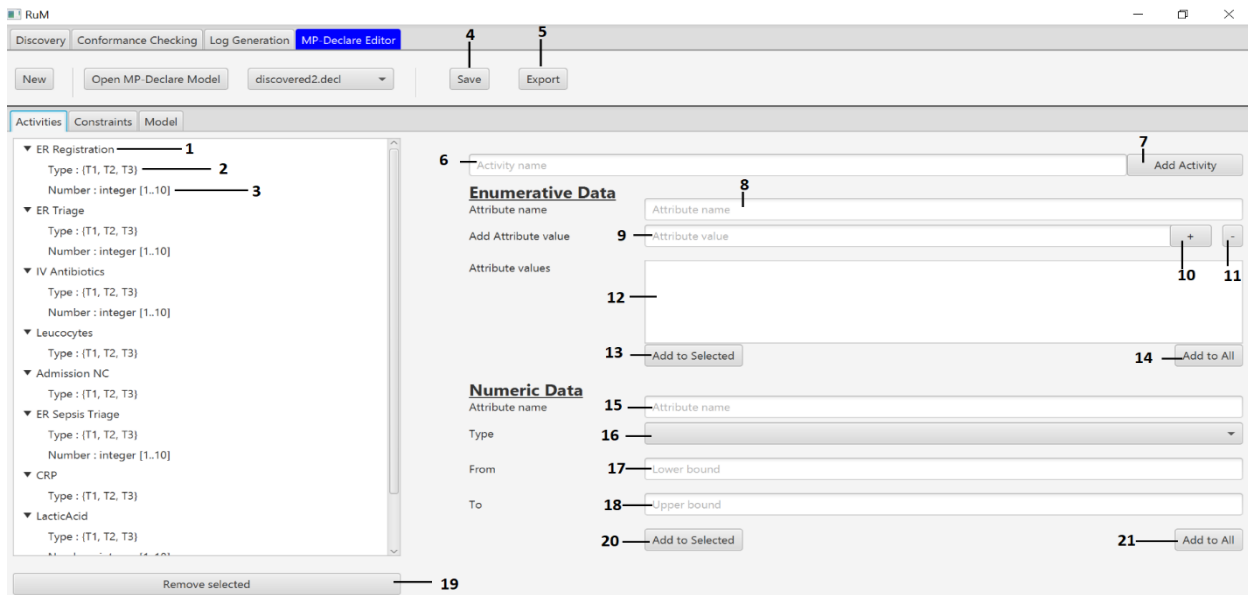 RuM
Discovery Conformance Checking Log Generation MP-Declare Editor 4 5
New Open MP-Declare Model discovered2.decl Save Export
Activities Constraints Model
ER Registration 1
Type : {T1, T2, T3} 2
Number : integer [1..10] 3
ER Triage
Type : {T1, T2, T3}
Number : integer [1..10]
IV Antibiotics
Type : {T1, T2, T3}
Number : integer [1..10]
Leucocytes
Type : {T1, T2, T3}
Admission NC
Type : {T1, T2, T3}
ER Sepsis Triage
Type : {T1, T2, T3}
Number : integer [1..10]
CRP
Type : {T1, T2, T3}
LacticAcid
Type : {T1, T2, T3}
Remove selected 19
7
6 Activity name Add Activity
Enumerative Data 8
Attribute name Attribute name
Add Attribute value 9 Attribute value + -
10 11
Attribute values
12
13 Add to Selected 14 Add to All
Numeric Data
Attribute name 15 Attribute name
Type 16
From 17 Lower bound
To 18 Upper bound
20 Add to Selected 21 Add to All